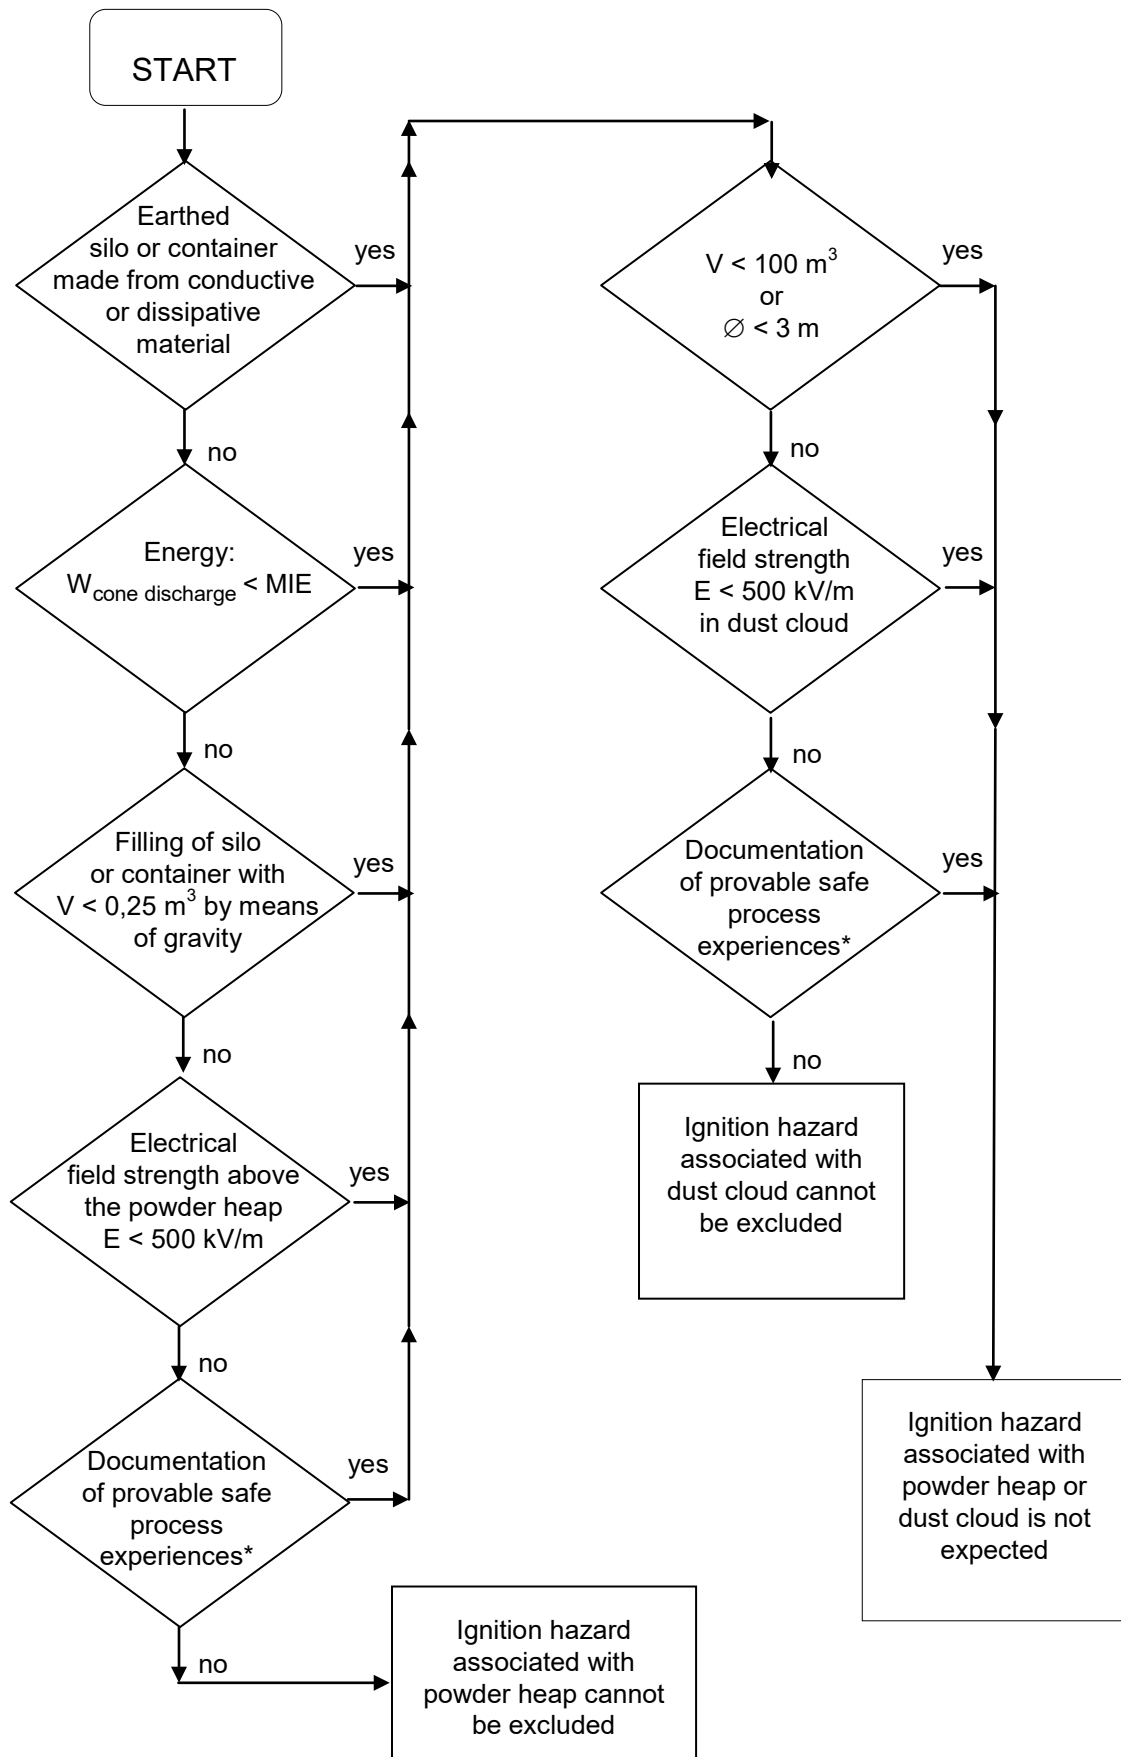 START
Earthed
silo or container
made from conductive
or dissipative
material
yes
no
Energy:
W cone discharge < MIE
yes
no
Filling of silo
or container with
V < 0,25 m³ by means
of gravity
yes
no
Electrical
field strength above
the powder heap
E < 500 kV/m
yes
no
Documentation
of provable safe
process
experiences*
yes
no
Ignition hazard
associated with
powder heap cannot
be excluded
V < 100 m³
or
∅ < 3 m
yes
no
Electrical
field strength
E < 500 kV/m
in dust cloud
yes
no
Documentation
of provable safe
process
experiences*
yes
no
Ignition hazard
associated with
dust cloud cannot
be excluded
Ignition hazard
associated with
powder heap or
dust cloud is not
expected